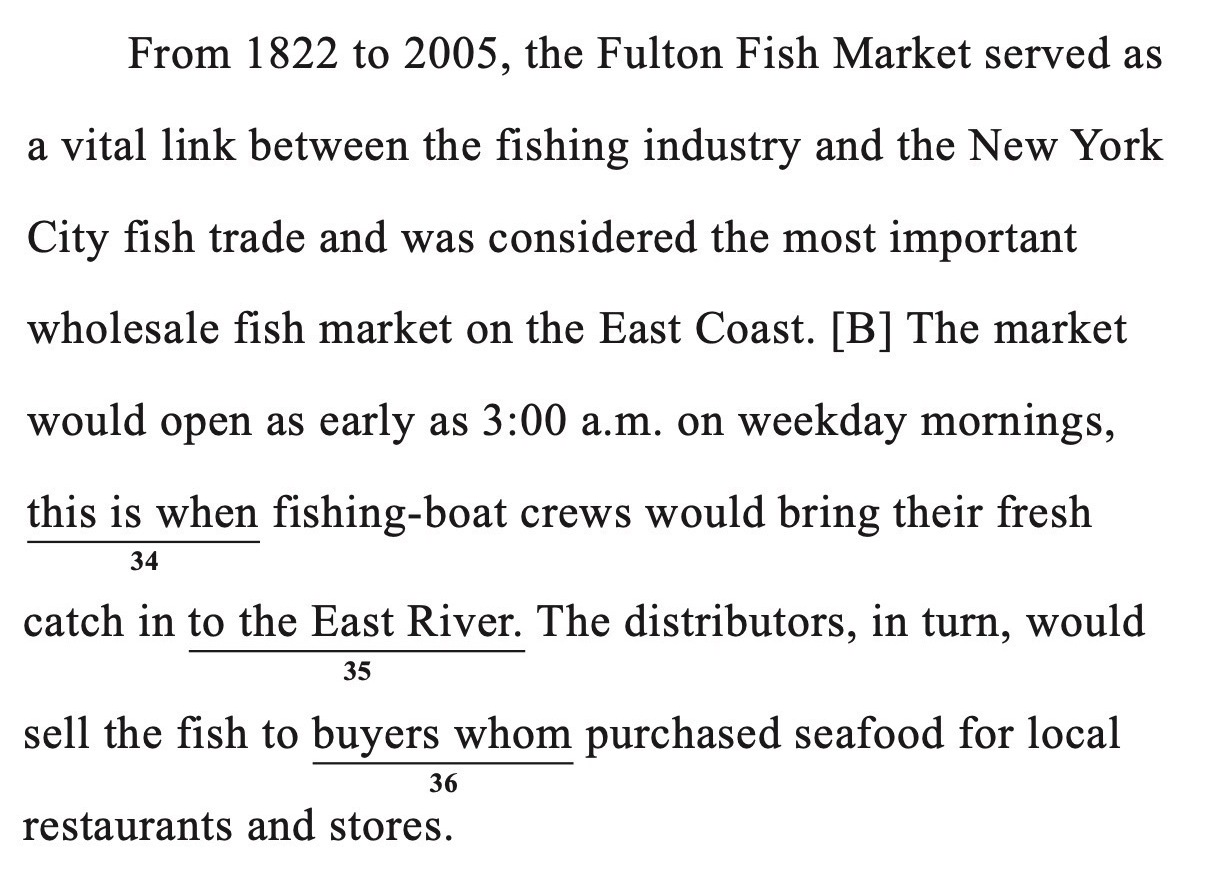 From 1822 to 2005, the Fulton Fish Market served as
a vital link between the fishing industry and the New York
City fish trade and was considered the most important
wholesale fish market on the East Coast. [B] The market
would open as early as 3:00 a.m. on weekday mornings,
this is when fishing-boat crews would bring their fresh
34
catch in to the East River. The distributors, in turn, would
35
sell the fish to buyers whom purchased seafood for local
36
restaurants and stores.